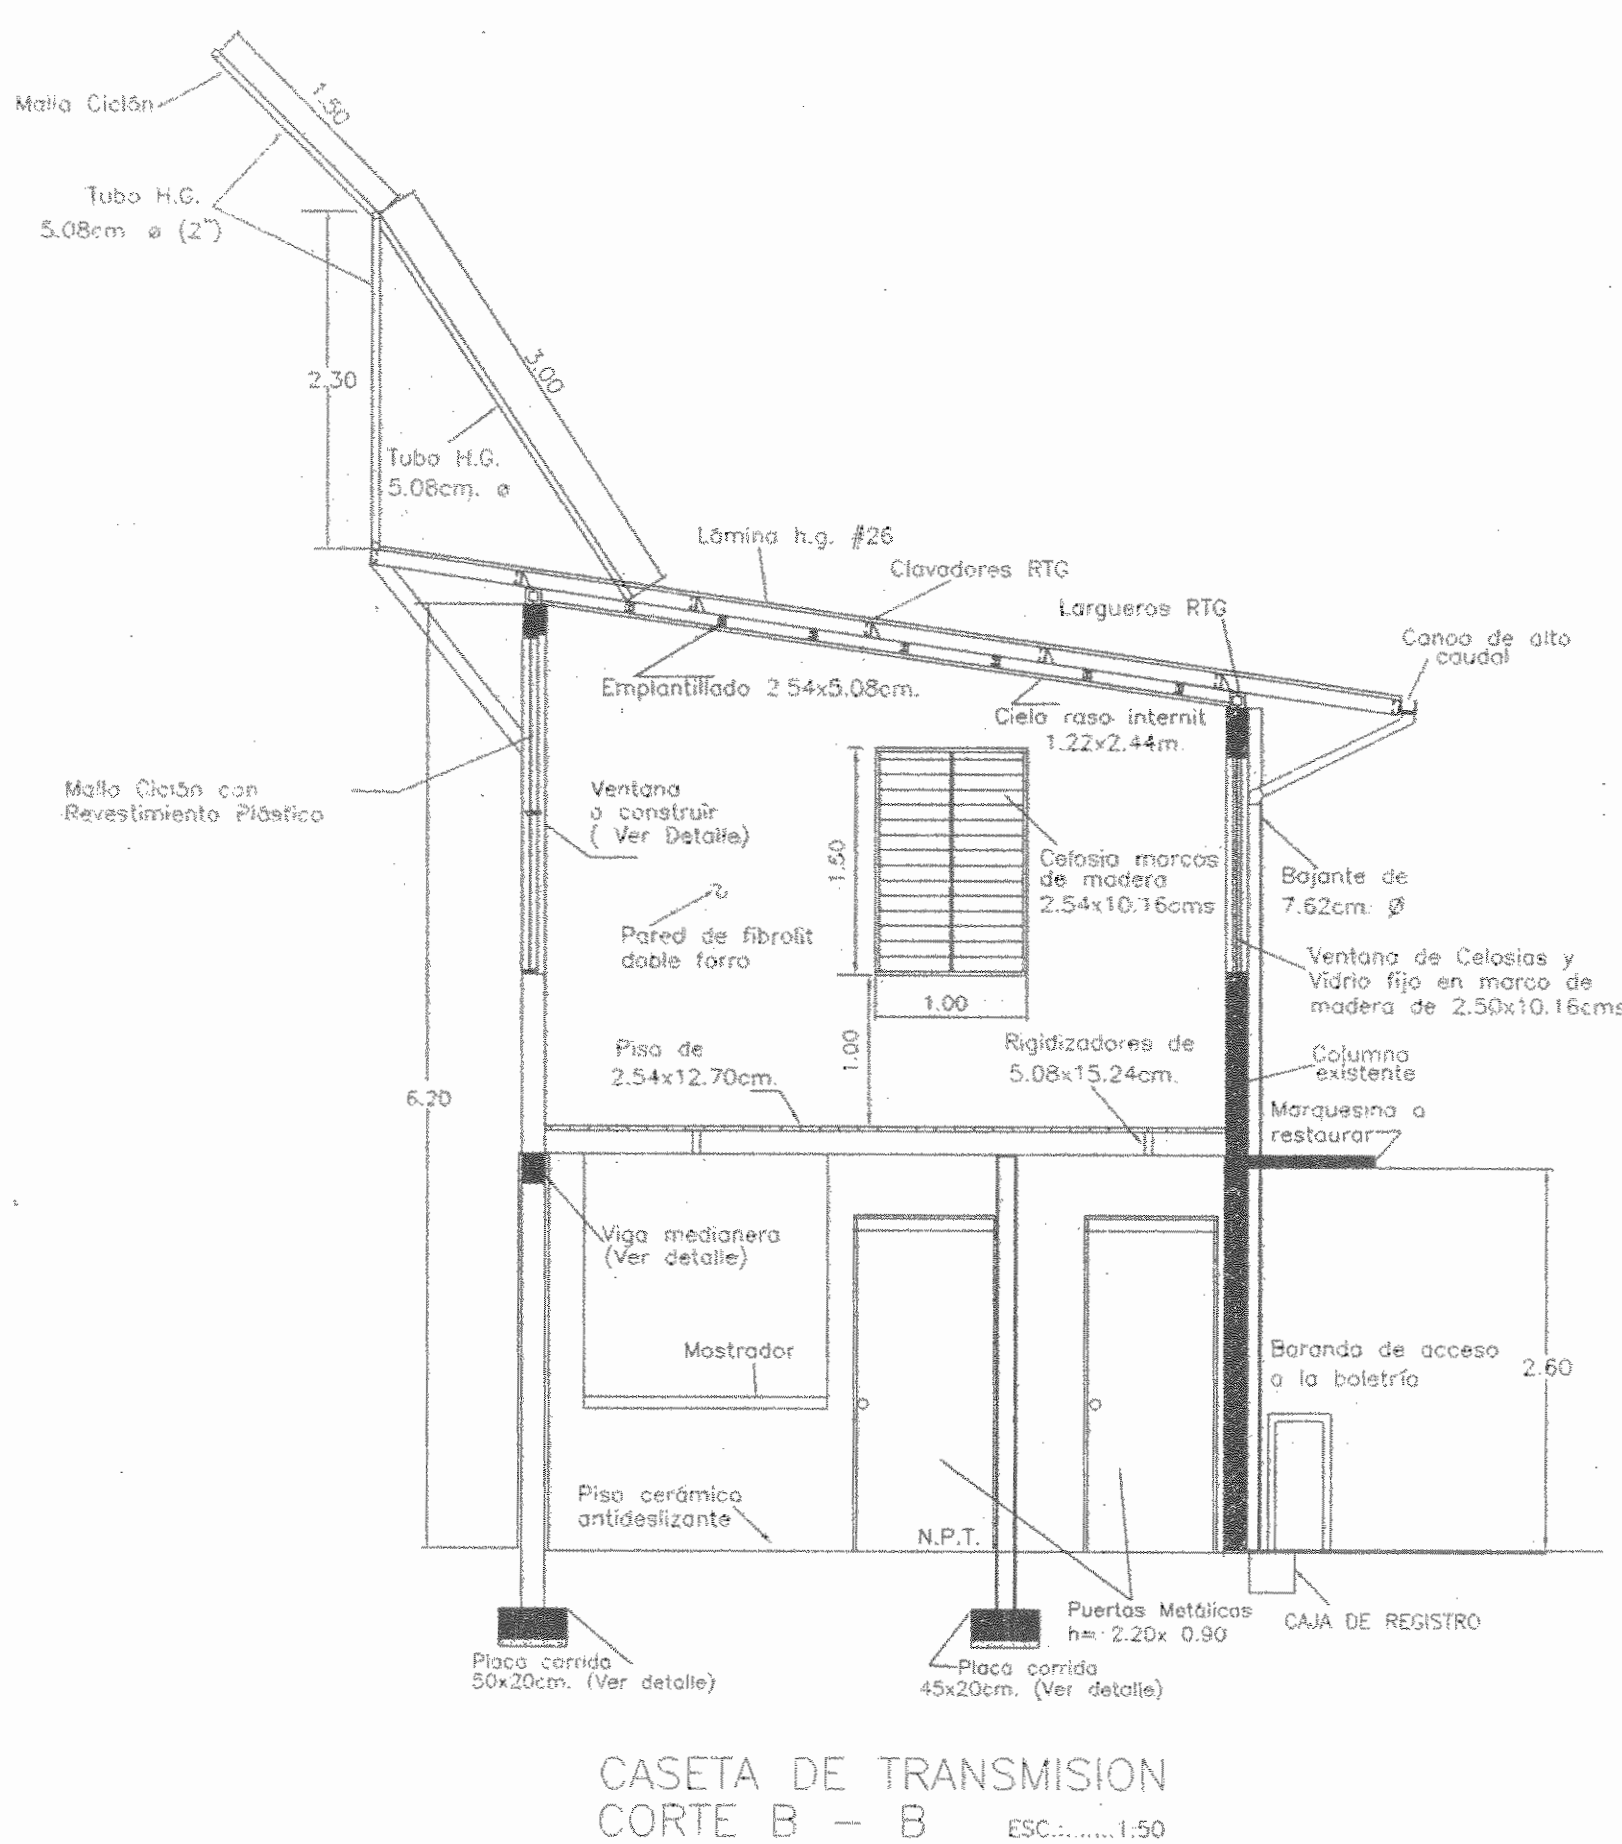 1.50
Malla Ciclón
Tubo H.G.
5.08cm ø (2")
3.00
2.30
Tubo H.G.
5.08cm. ø
Lámina h.g. #26
Clavadores RTG
Largueros RTG
Canoa de alto
caudal
Emplantillado 2 54x5.08cm.
Cielo raso internit
1.22x2.44m.
Malla Ciclón con
Revestimiento Plástico
Ventana
a construir
( Ver Detalle)
1.50
Celosia marcos
de madera
2.54x10.16cms
Bajante de
7.62cm. Ø
Pared de fibrolit
doble forro
Ventana de Celosias y
Vidrio fijo en marco de
madera de 2.50x10.16cms
1.00
1.00
Piso de
2.54x12.70cm.
Rigidizadores de
5.08x15.24cm.
Columna
existente
6.20
Marquesina a
restaurar
Viga medianera
(Ver detalle)
Mostrador
Baranda de acceso
a la boletría
2.60
Piso cerámico
antideslizante
N.P.T.
Puertas Metálicas
h= 2.20x 0.90
CAJA DE REGISTRO
Placa corrida
50x20cm. (Ver detalle)
Placa corrida
45x20cm. (Ver detalle)
CASETA DE TRANSMISION
CORTE B - B ESC.:.......1:50